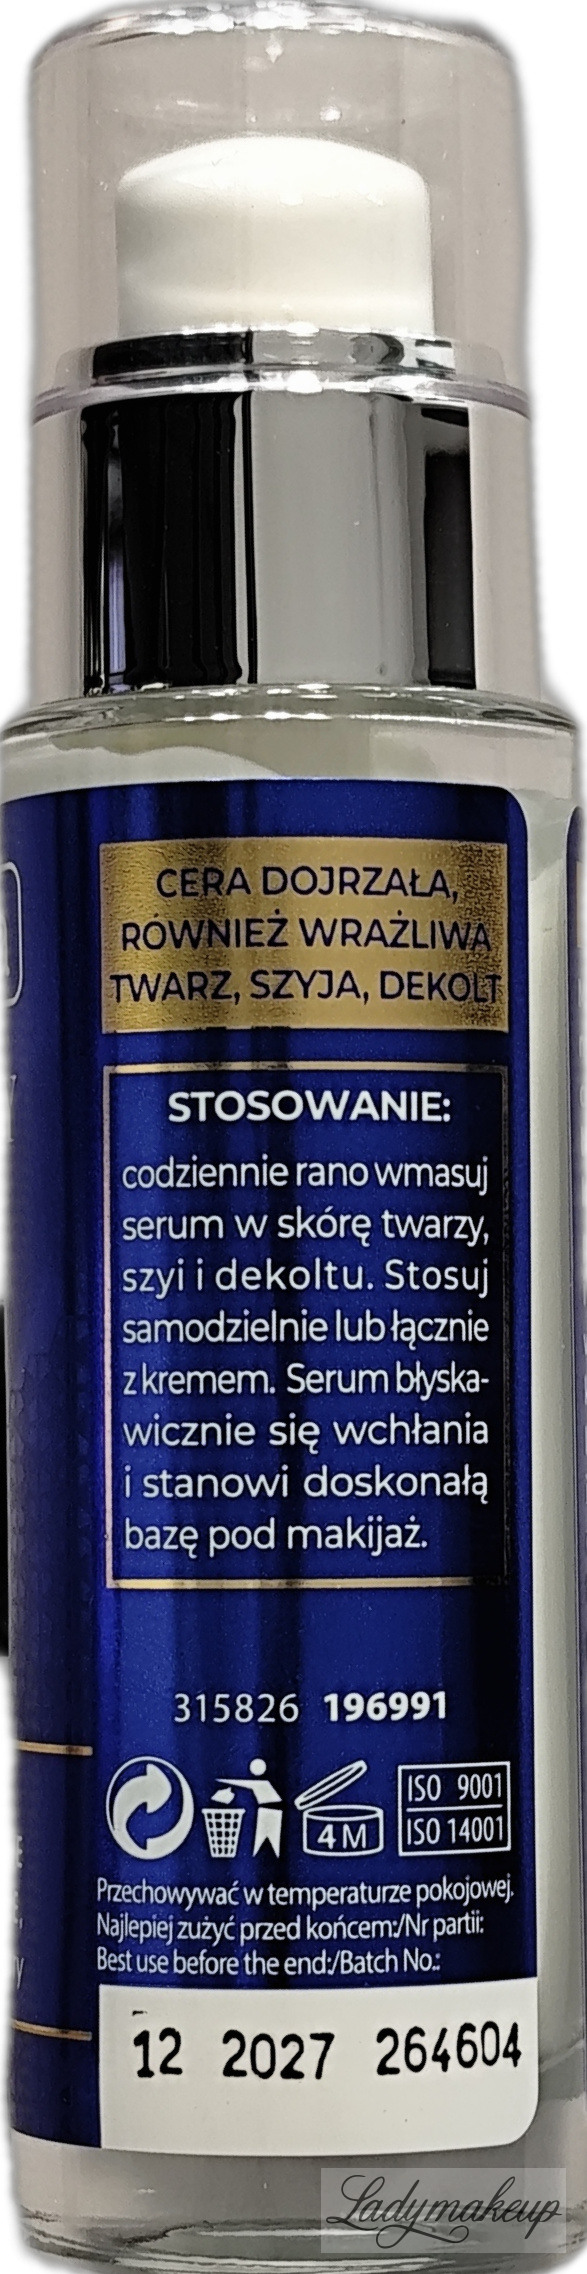 CERA DOJRZAŁA,
RÓWNIEŻ WRAŻLIWA
TWARZ, SZYJA, DEKOLT
STOSOWANIE:
codziennie rano wmasuj
serum w skórę twarzy,
szyi i dekoltu. Stosuj
samodzielnie lub łącznie
z kremem. Serum błyska-
wicznie się wchłania
i stanowi doskonałą
bazę pod makijaż.
315826 196991
4 M
ISO 9001
ISO 14001
Przechowywać w temperaturze pokojowej.
Najlepiej zużyć przed końcem:/Nr partii:
Best use before the end:/Batch No.:
12 2027 264604
Ladymakeup